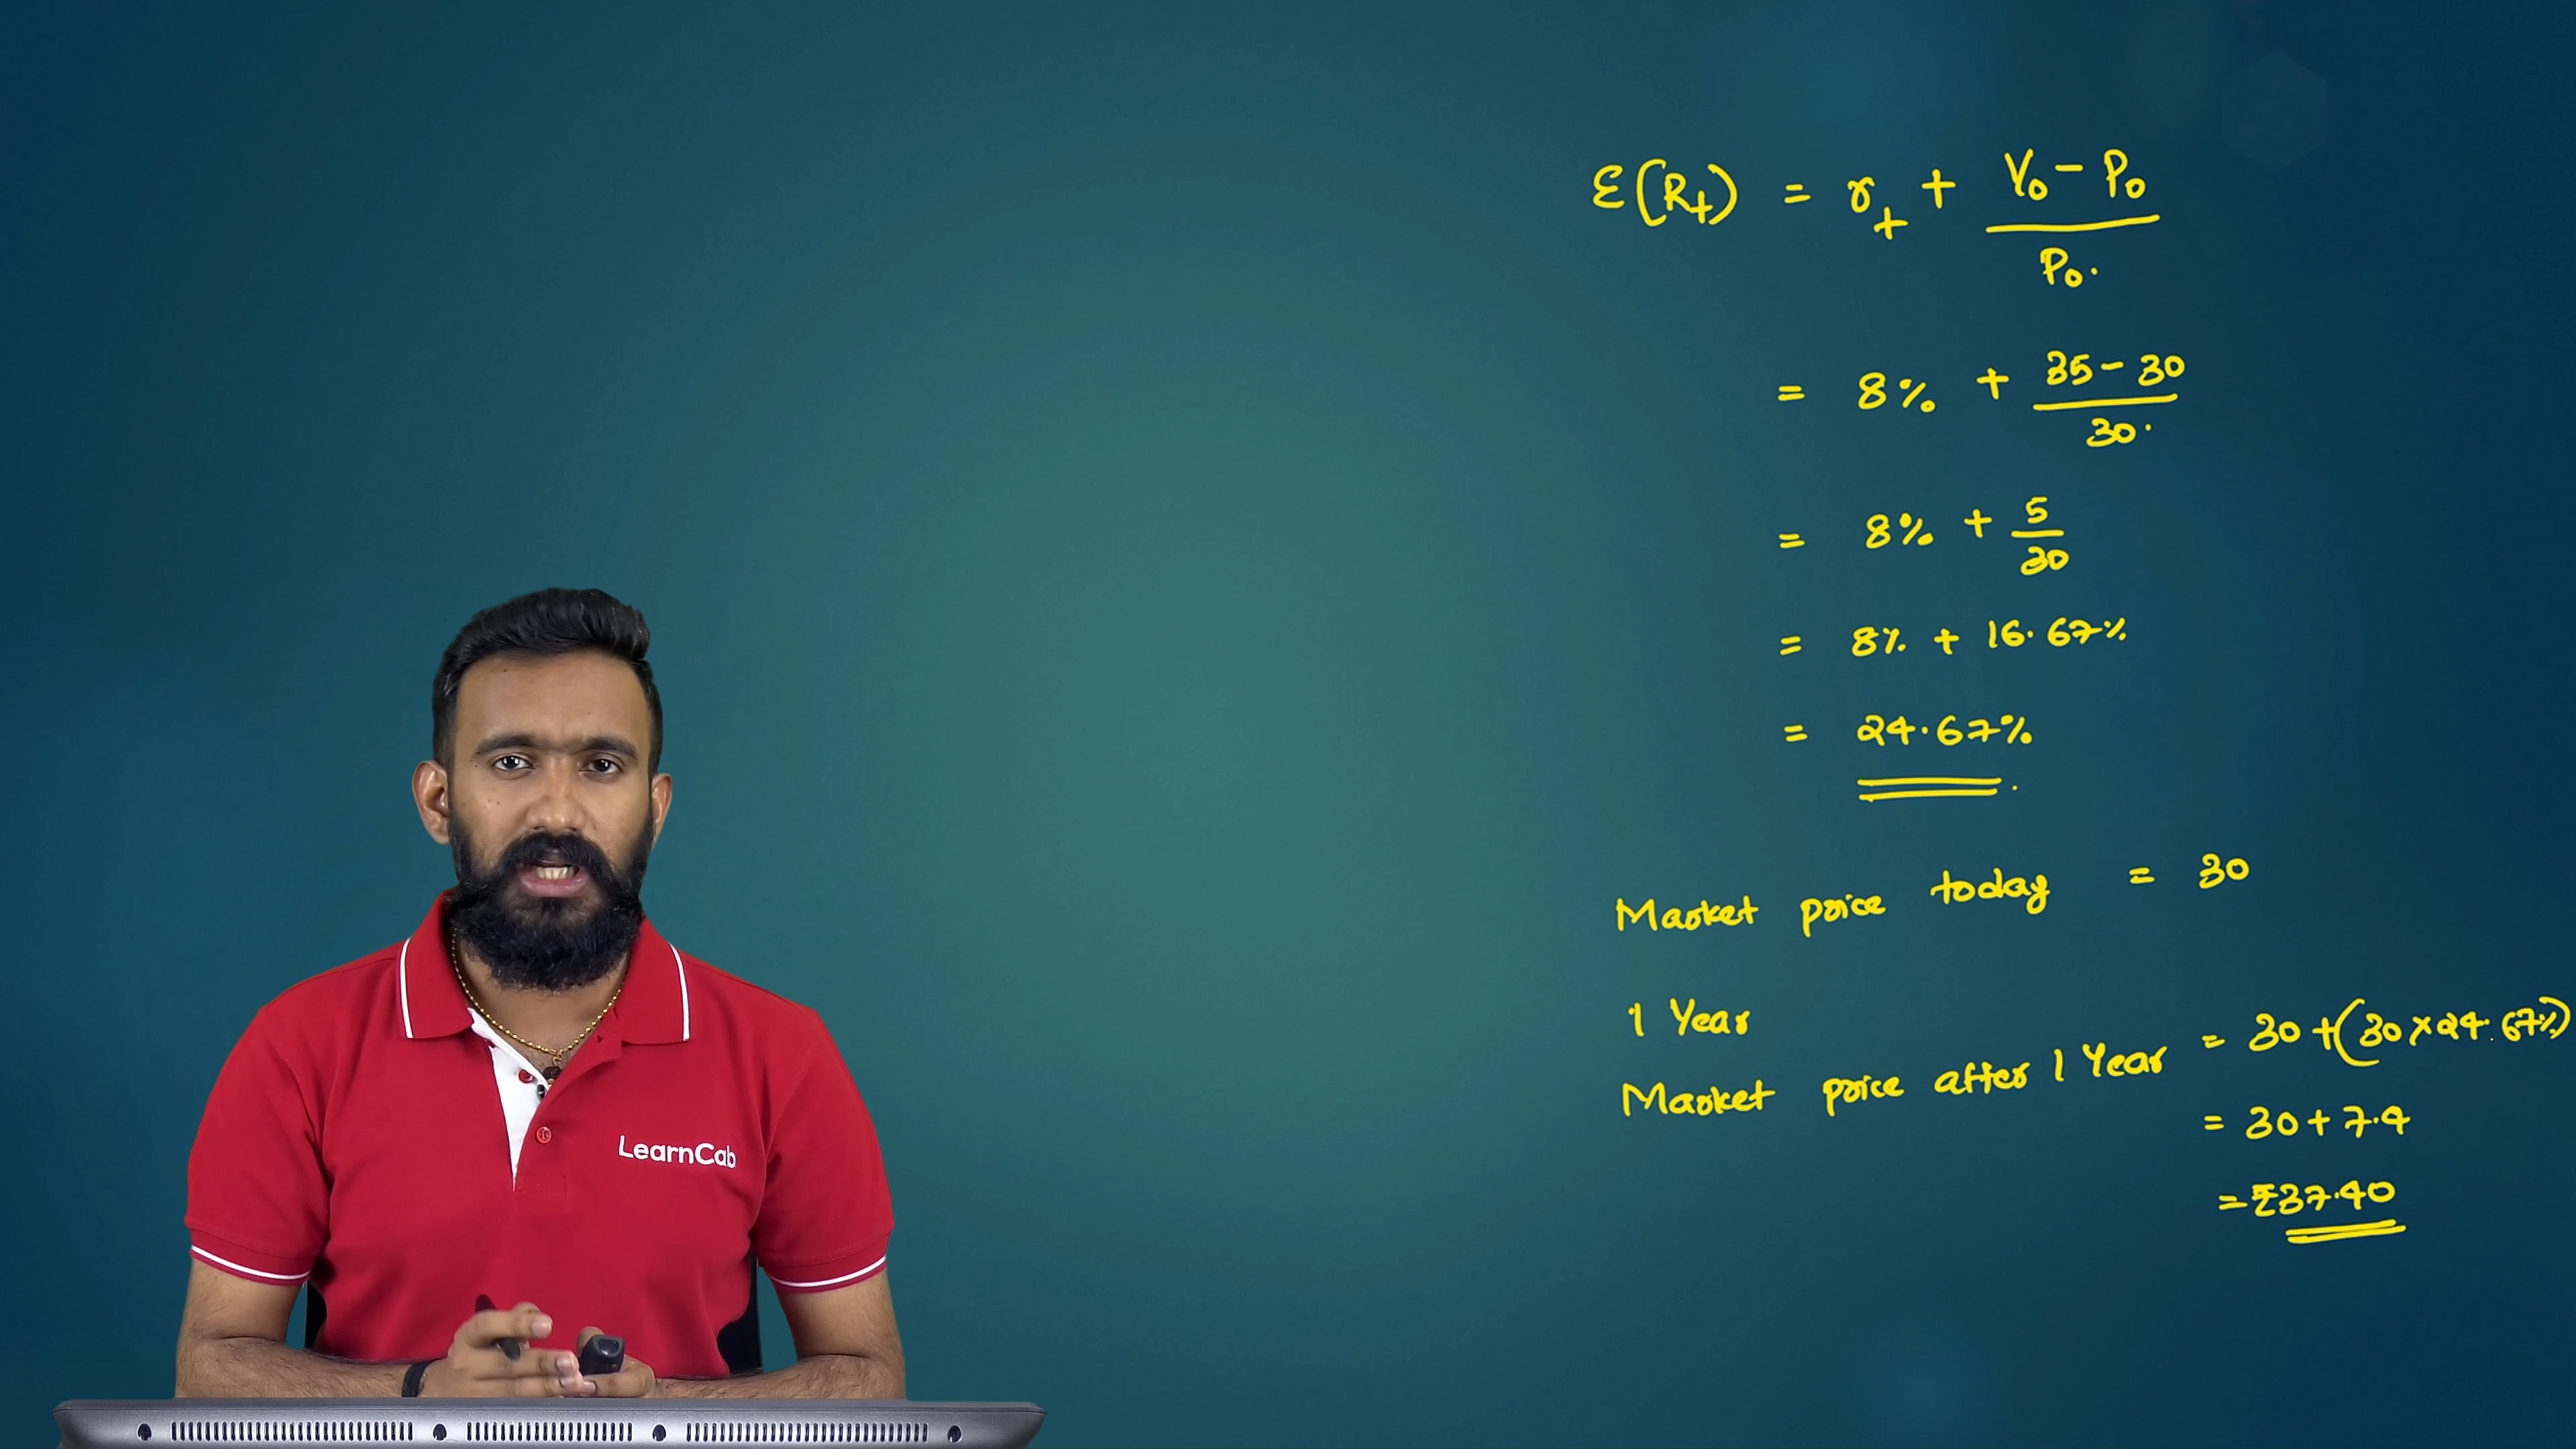 E(Rt) = rt + V0 - P0 / P0.
= 8% + 35 - 30 / 30.
= 8% + 5/30
= 8% + 16.67%
= 24.67%
Market price today = 30
1 Year
Market price after 1 Year = 30 + (30 x 24.67%)
= 30 + 7.4
= ₹37.40
LearnCab